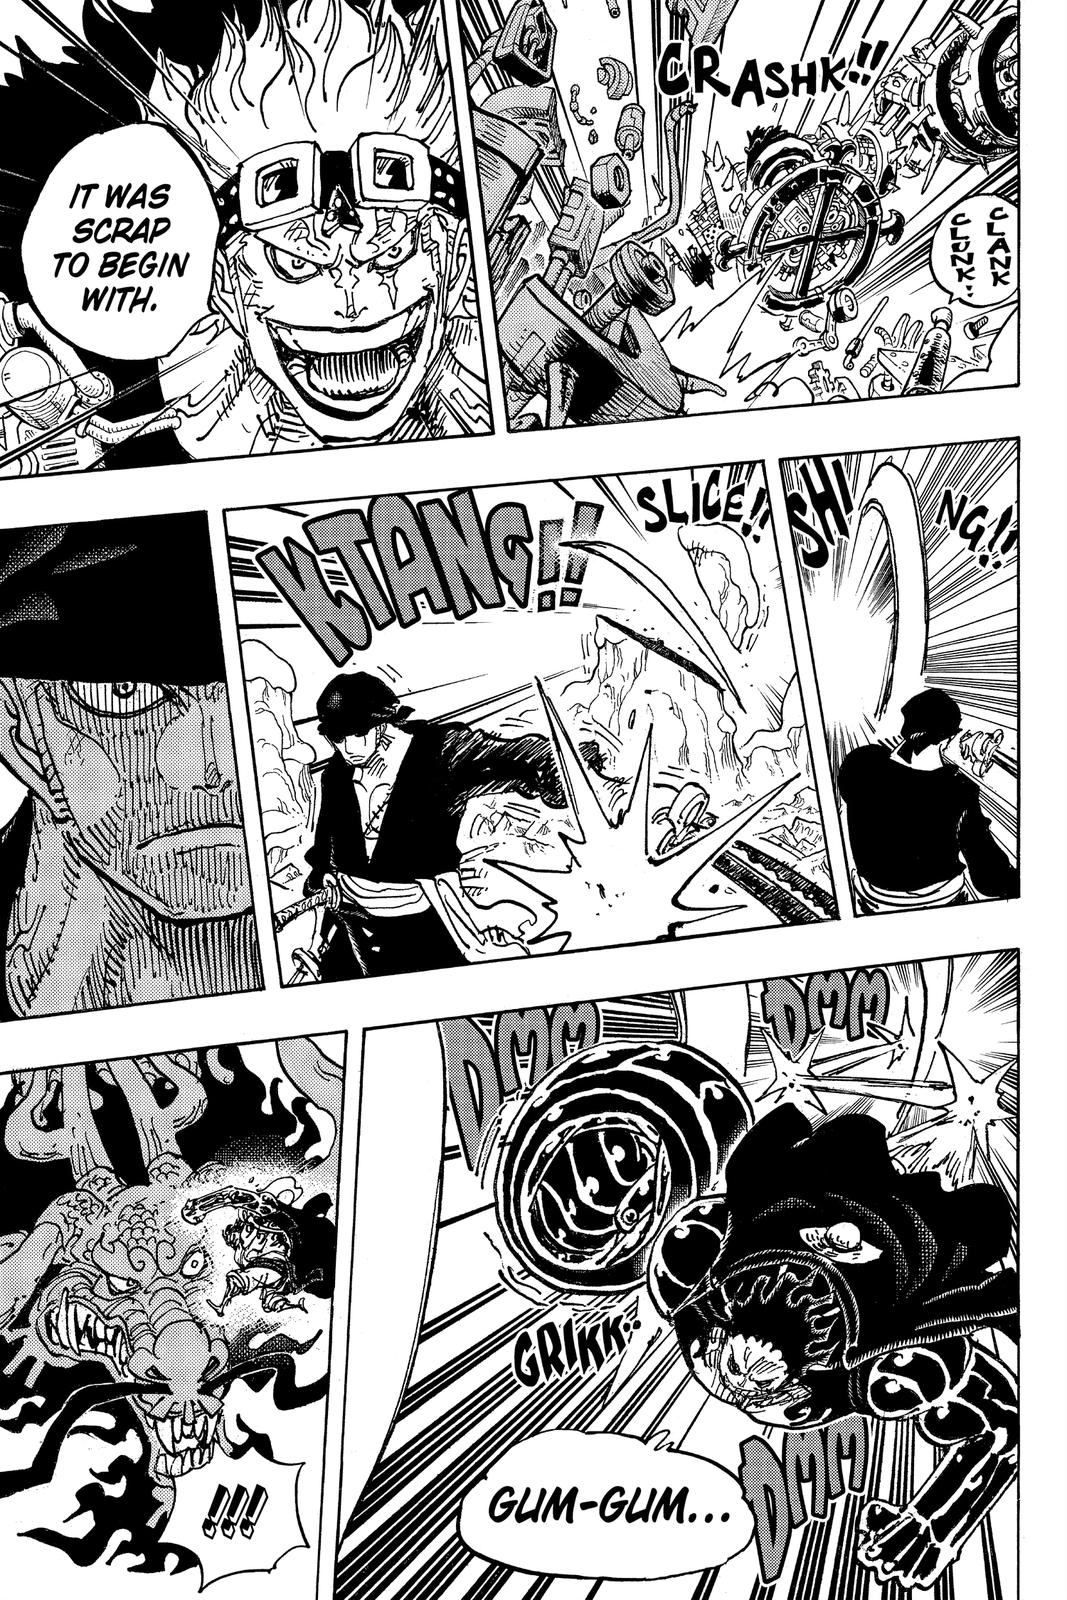 CRASHK!!
CLANK
CLUNK!
IT WAS
SCRAP
TO BEGIN
WITH.
SHI
NG!!
SLICE!!
KTANG!!
DMM
DMM
GRIKK..
GUM-GUM...
DMM
!!!